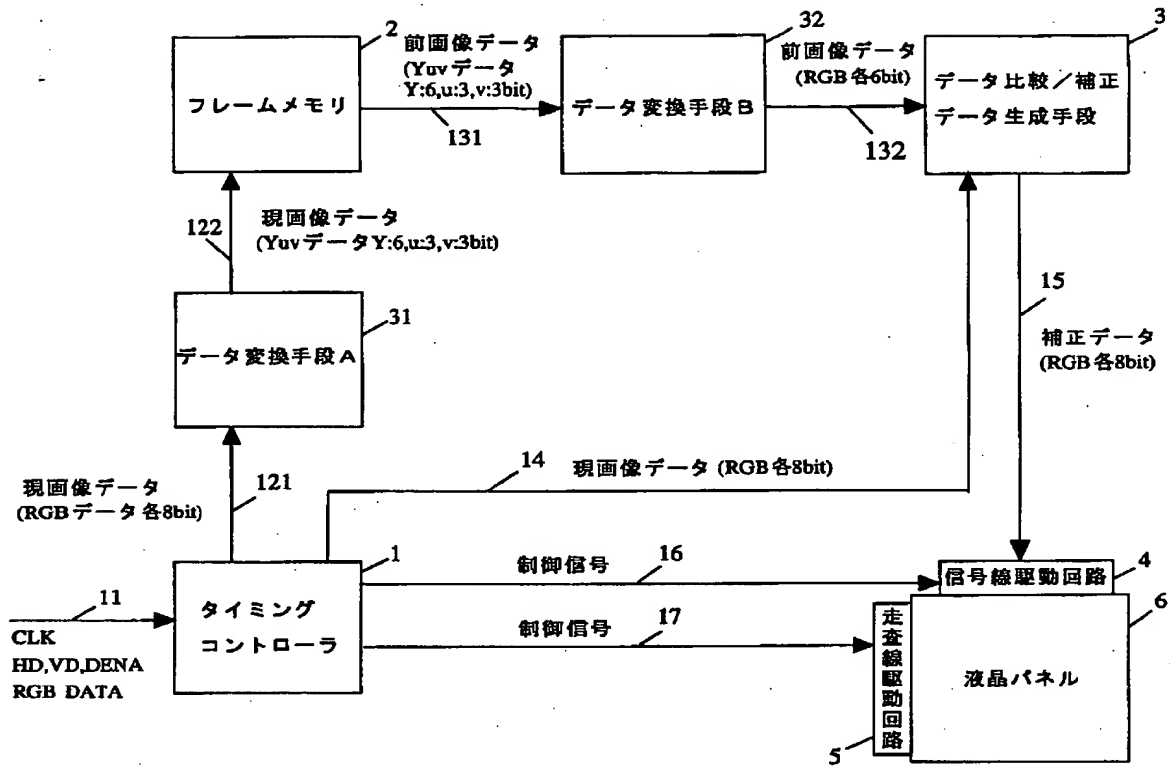 2
32
3
前画像データ
(Yuvデータ
Y:6,u:3,v:3bit)
前画像データ
(RGB各6bit)
フレームメモリ
データ変換手段B
データ比較/補正
データ生成手段
131
132
122
現画像データ
(YuvデータY:6,u:3,v:3bit)
31
データ変換手段A
15
補正データ
(RGB各8bit)
現画像データ
(RGBデータ各8bit)
121
14
現画像データ (RGB各8bit)
1
制御信号
16
信号線駆動回路
4
6
11
タイミング
コントローラ
制御信号
17
走査線駆動回路
液晶パネル
CLK
HD,VD,DENA
RGB DATA
5